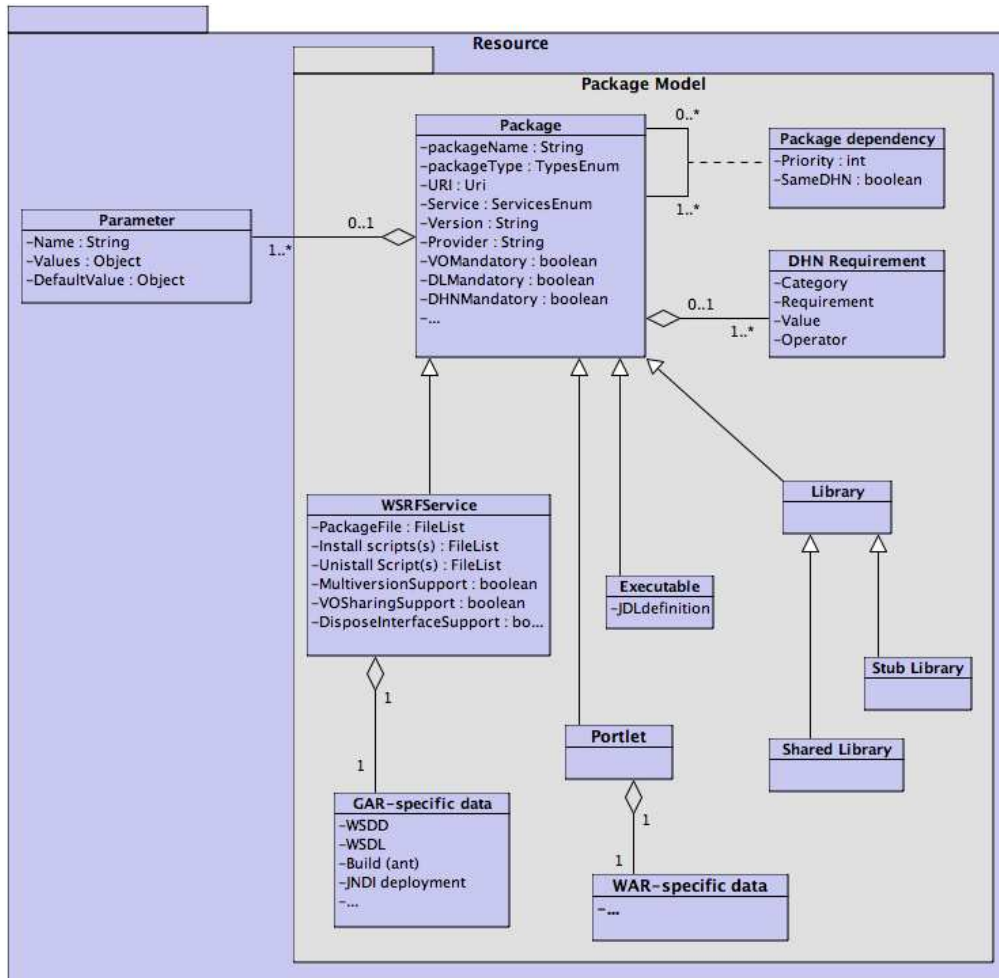 Resource
Package Model
Package
-packageName : String
-packageType : TypesEnum
-URI : Uri
-Service : ServicesEnum
-Version : String
-Provider : String
-VOMandatory : boolean
-DLMandatory : boolean
-DHNMandatory : boolean
-...
0..*
1..*
Package dependency
-Priority : int
-SameDHN : boolean
Parameter
-Name : String
-Values : Object
-DefaultValue : Object
1..*
0..1
DHN Requirement
-Category
-Requirement
-Value
-Operator
0..1
1..*
WSRFService
-PackageFile : FileList
-Install scripts(s) : FileList
-Unistall Script(s) : FileList
-MultiversionSupport : boolean
-VOSharingSupport : boolean
-DisposeInterfaceSupport : bo...
Executable
-JDLdefinition
Library
Stub Library
Shared Library
Portlet
1
1
GAR-specific data
-WSDD
-WSDL
-Build (ant)
-JNDI deployment
-...
1
1
WAR-specific data
-...